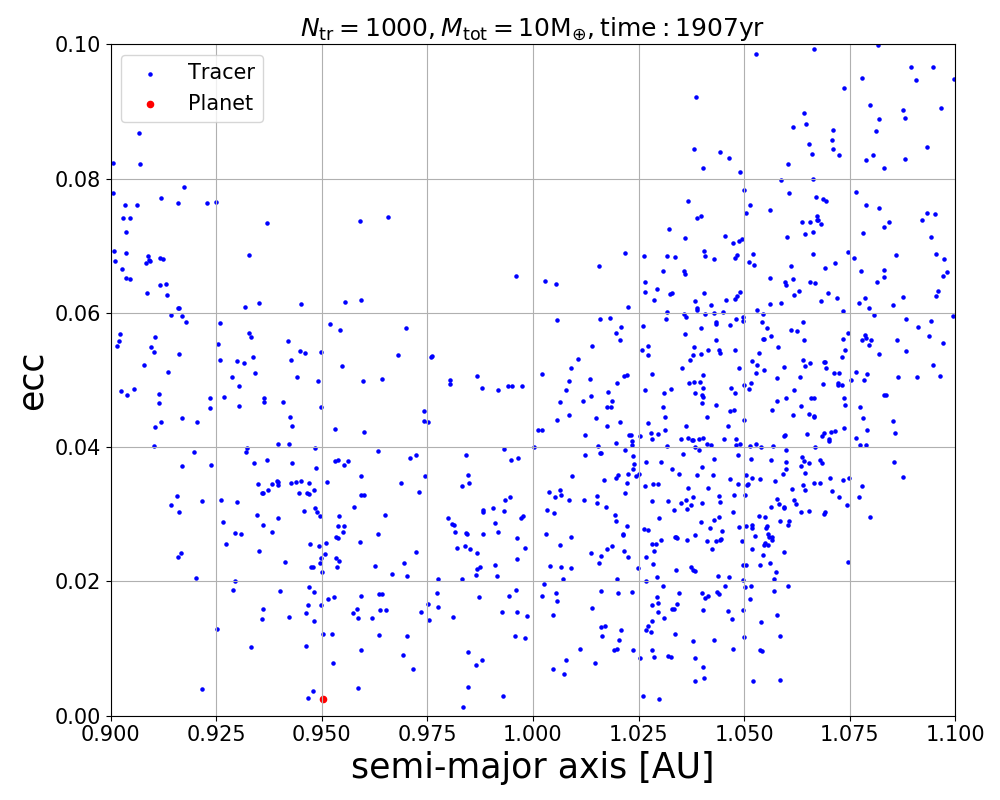 N_tr = 1000, M_tot = 10M_⊕, time : 1907yr
Tracer
Planet
ecc
0.10
0.08
0.06
0.04
0.02
0.00
0.900 0.925 0.950 0.975 1.000 1.025 1.050 1.075 1.100
semi-major axis [AU]